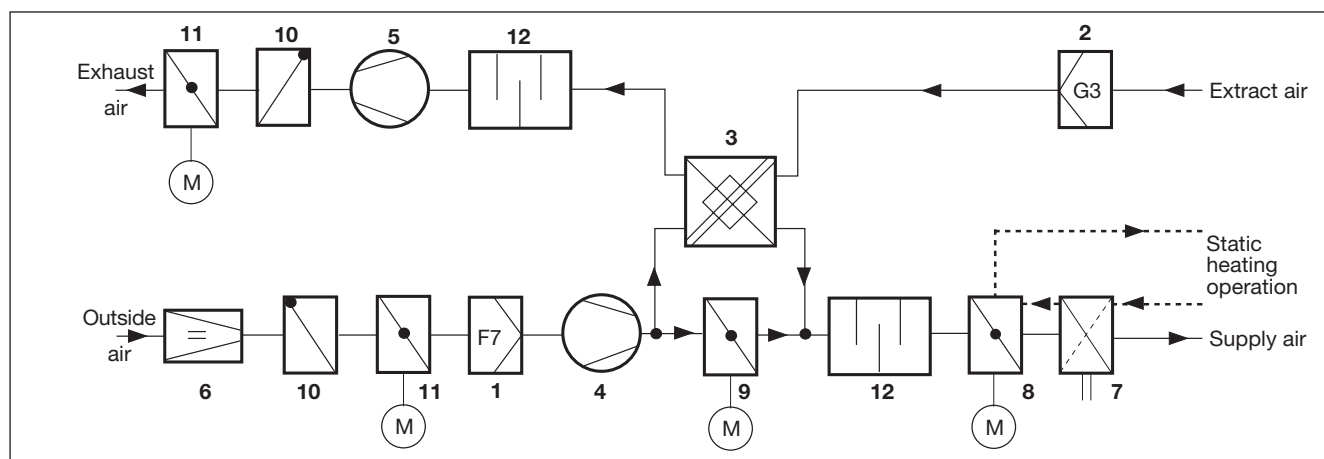 11
10
5
12
2
Exhaust
air
G3
Extract air
M
3
Static
heating
operation
Outside
air
F7
Supply air
6
10
11
1
4
9
12
8
7
M
M
M